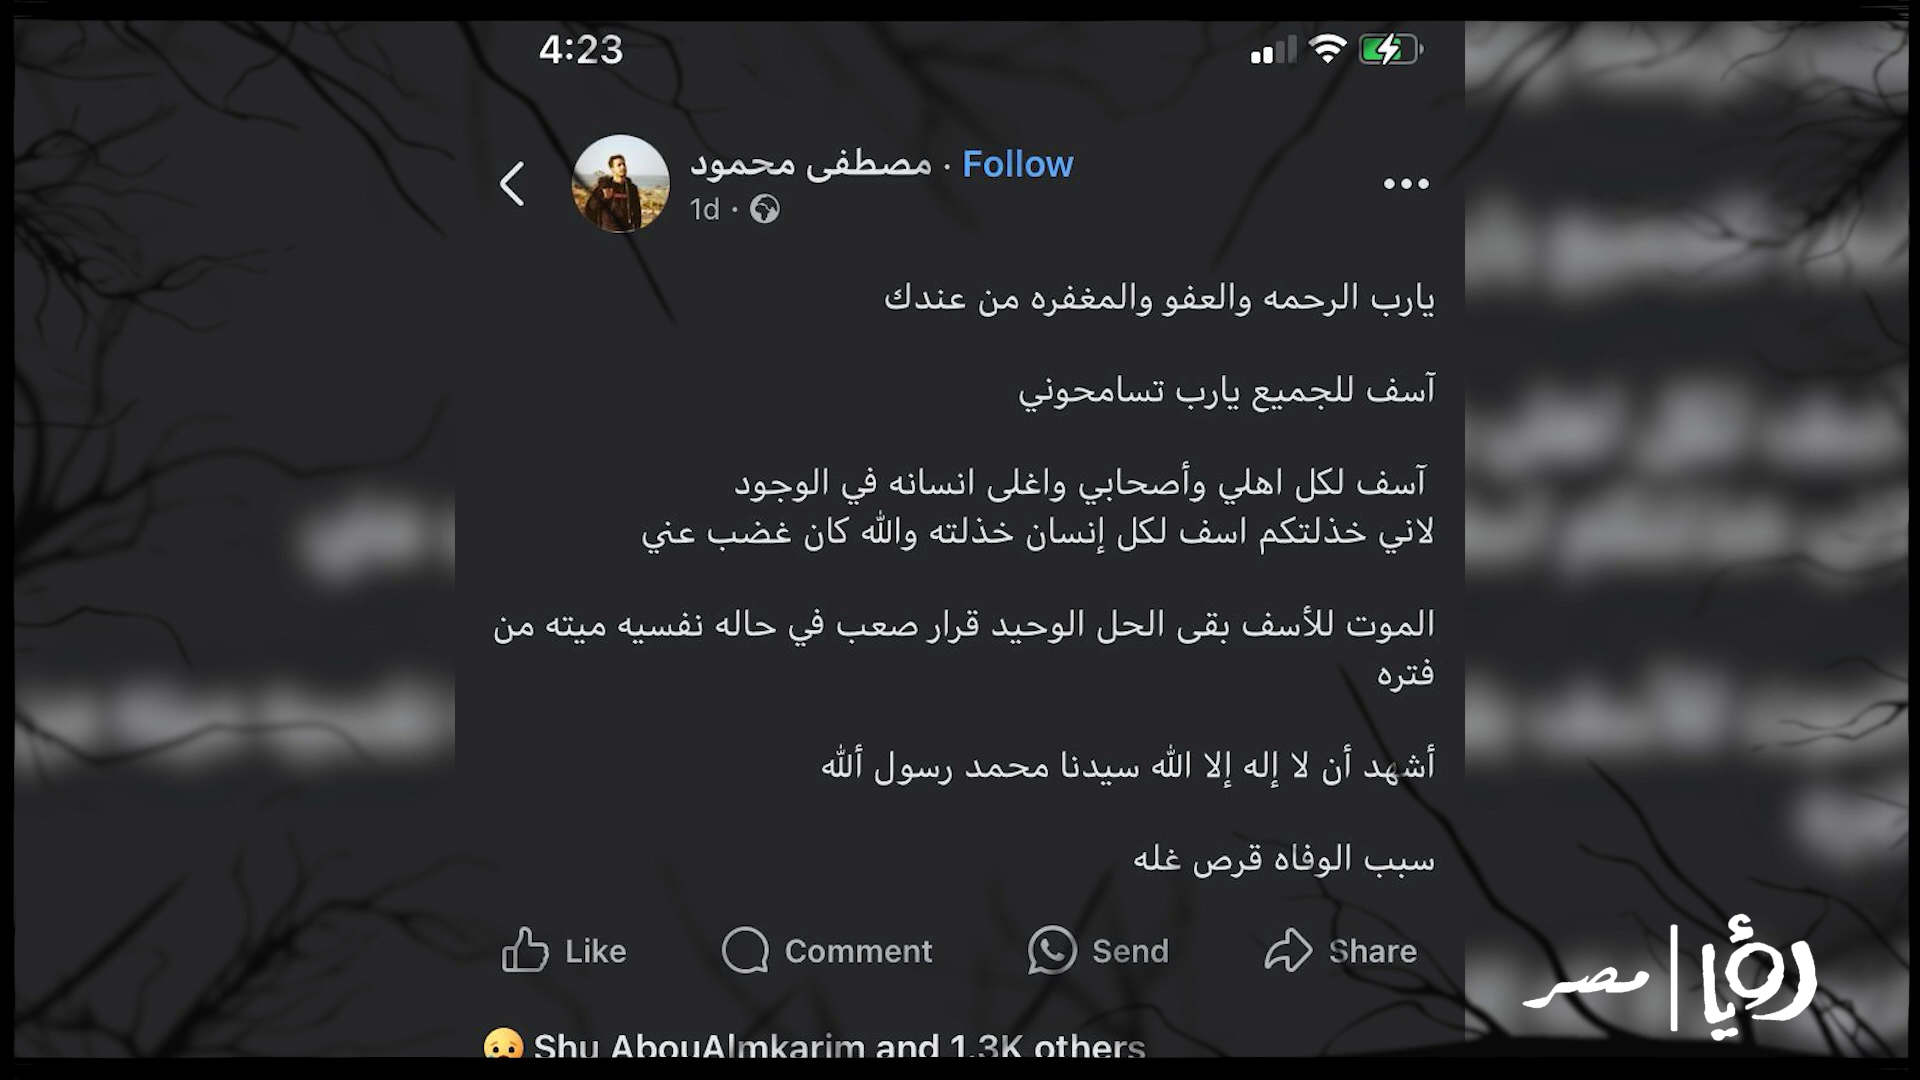 4:23
مصطفى محمود · Follow
1d ·
يارب الرحمه والعفو والمغفره من عندك
آسف للجميع يارب تسامحوني
آسف لكل اهلي وأصحابي واغلى انسانه في الوجود
لاني خذلتكم اسف لكل إنسان خذلته والله كان غضب عني
الموت للأسف بقى الحل الوحيد قرار صعب في حاله نفسيه ميته من
فتره
أشهد أن لا إله إلا الله سيدنا محمد رسول ألله
سبب الوفاه قرص غله
Like Comment Send Share
Shu AbouAlmkarim and 1.3K others
رؤيا | مصر